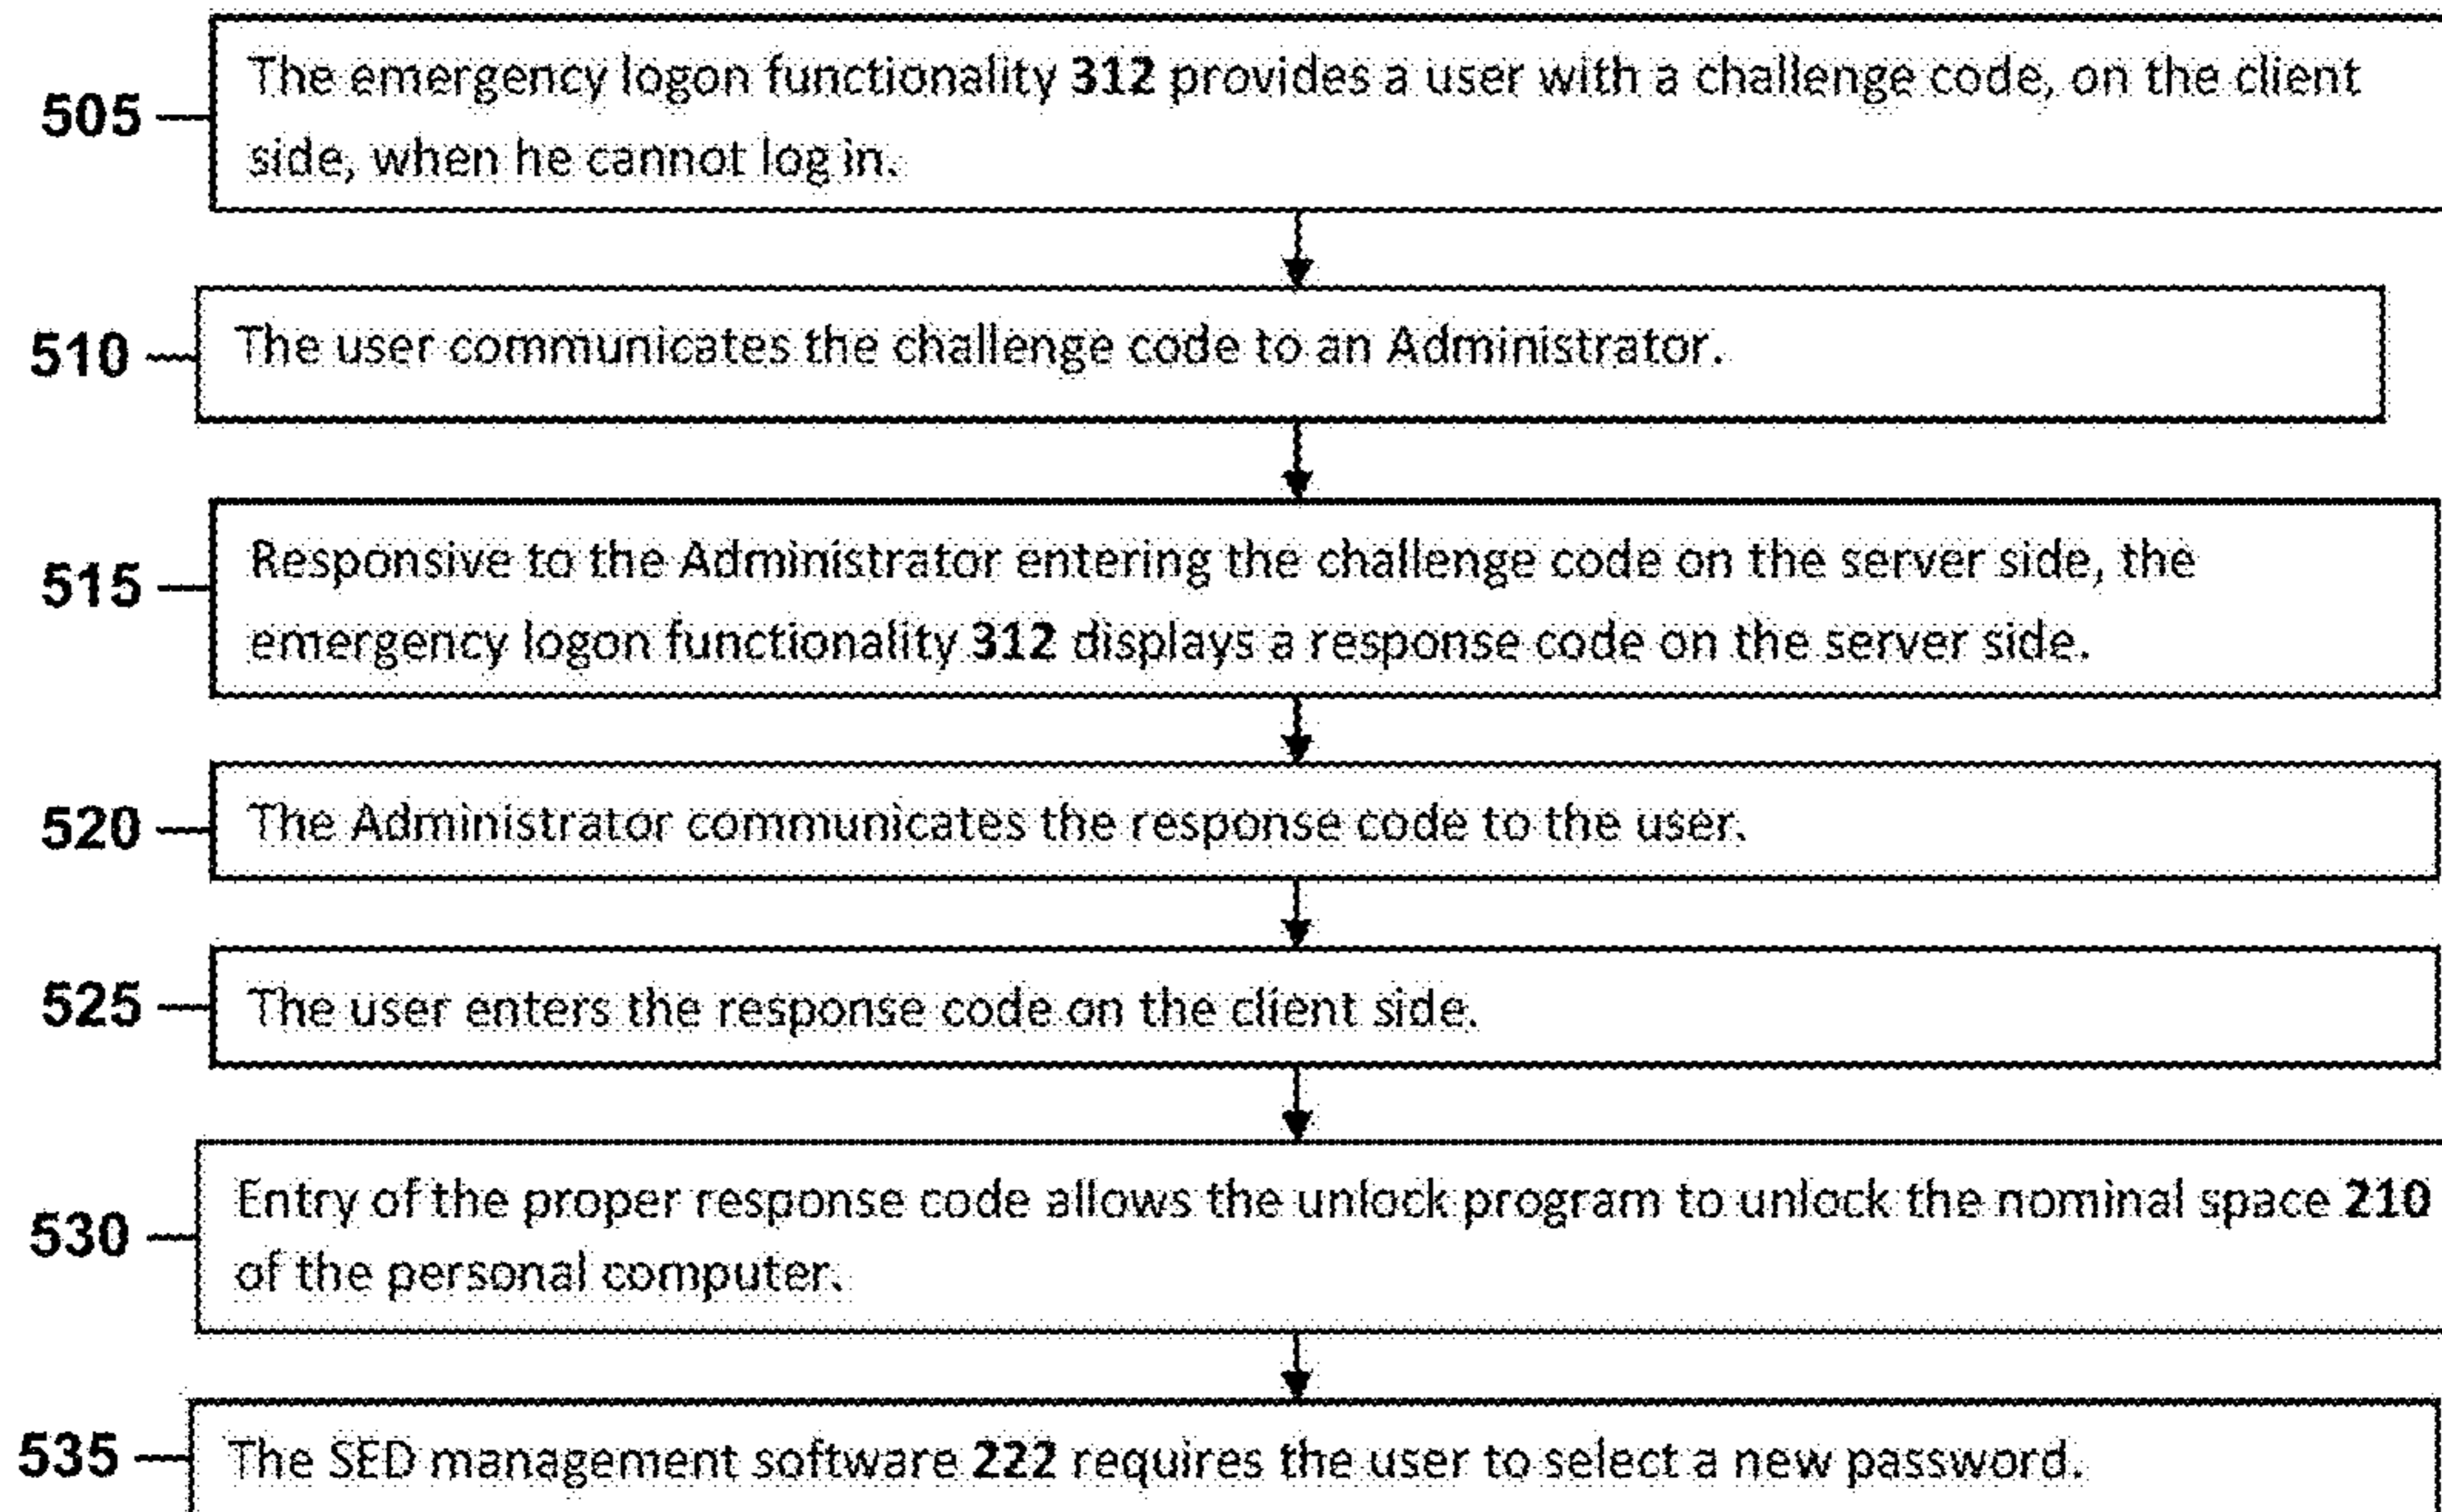 505
The emergency logon functionality 312 provides a user with a challenge code, on the client
side, when he cannot log in.
510
The user communicates the challenge code to an Administrator.
515
Responsive to the Administrator entering the challenge code on the server side, the
emergency logon functionality 312 displays a response code on the server side.
520
The Administrator communicates the response code to the user.
525
The user enters the response code on the client side.
530
Entry of the proper response code allows the unlock program to unlock the nominal space 210
of the personal computer.
535
The SED management software 222 requires the user to select a new password.